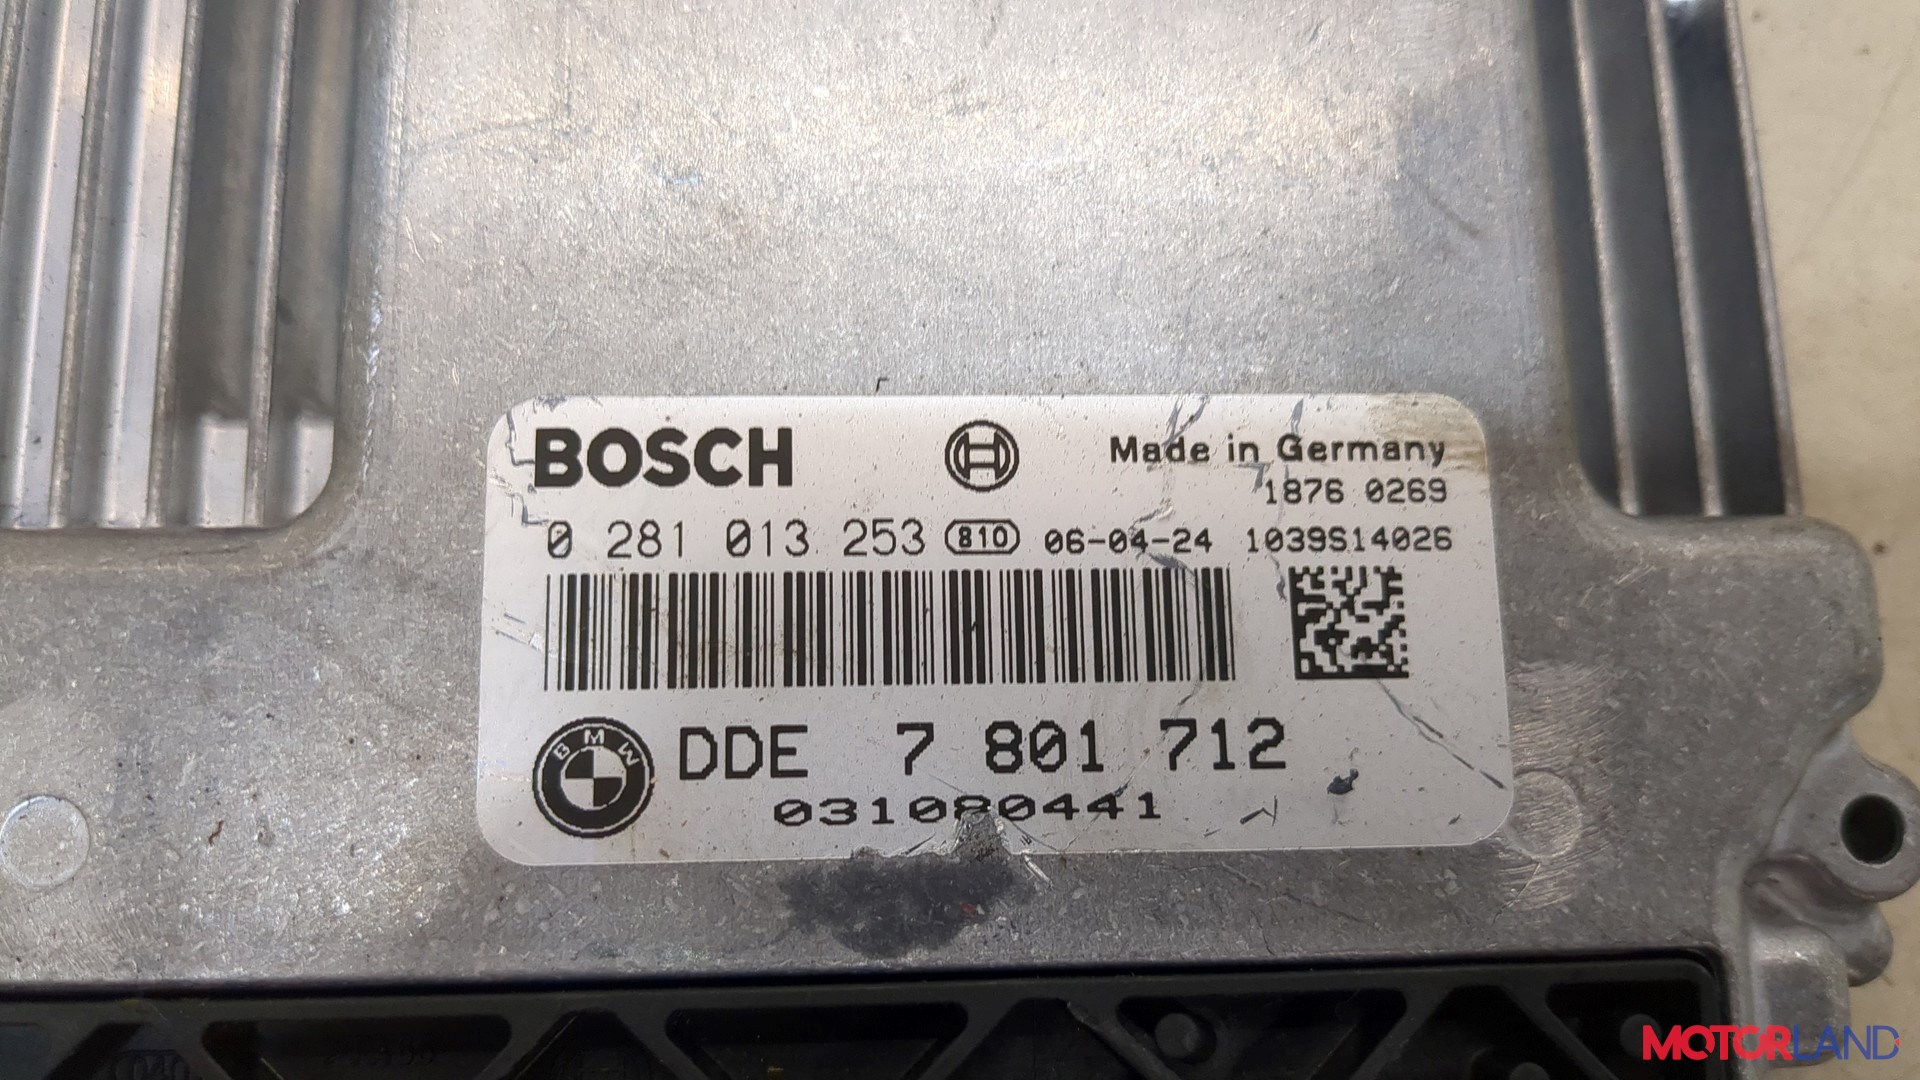 BOSCH
Made in Germany
1876 0269
0 281 013 253 810 06-04-24 1039S14026
BMW
DDE 7 801 712
031080441
MOTORLAND